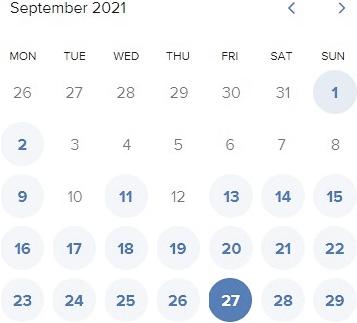 September 2021
MON TUE WED THU FRI SAT SUN
26 27 28 29 30 31 1
2 3 4 5 6 7 8
9 10 11 12 13 14 15
16 17 18 19 20 21 22
23 24 25 26 27 28 29